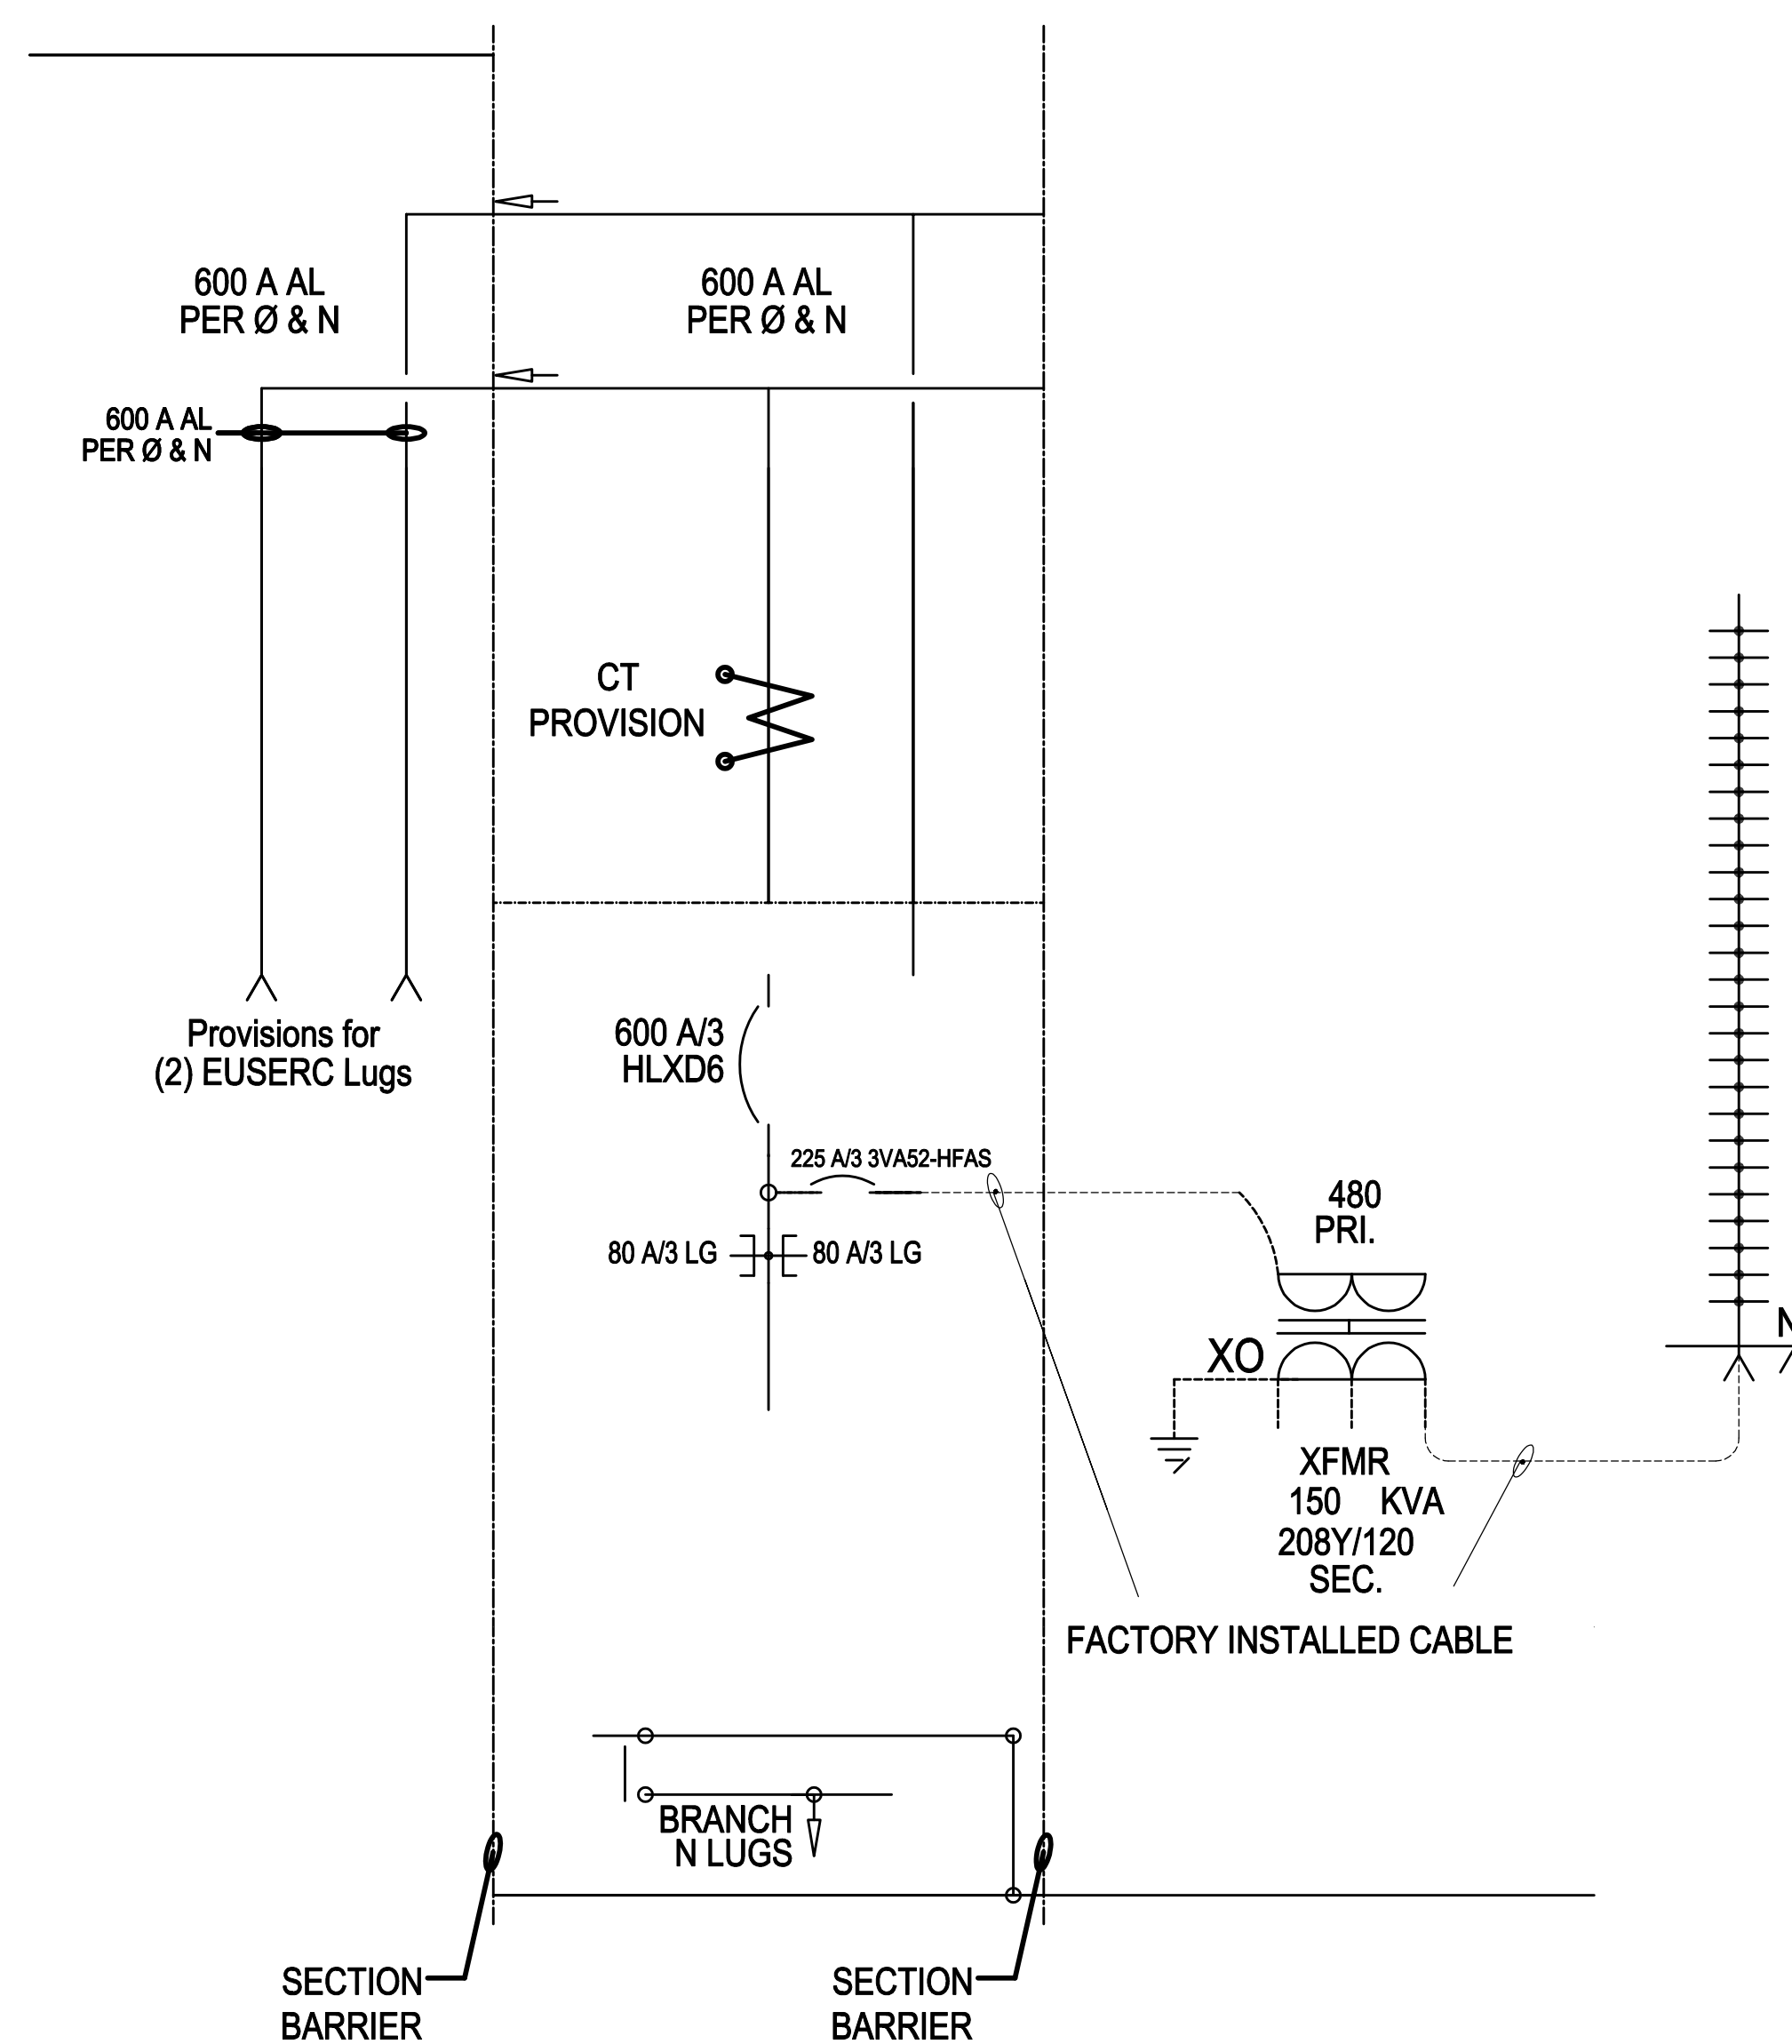 600 A AL
PER Ø & N
600 A AL
PER Ø & N
600 A AL
PER Ø & N
CT
PROVISION
Provisions for
(2) EUSERC Lugs
600 A/3
HLXD6
225 A/3 3VA52-HFAS
80 A/3 LG
80 A/3 LG
480
PRI.
XO
N
XFMR
150 KVA
208Y/120
SEC.
FACTORY INSTALLED CABLE
BRANCH
N LUGS
SECTION
BARRIER
SECTION
BARRIER